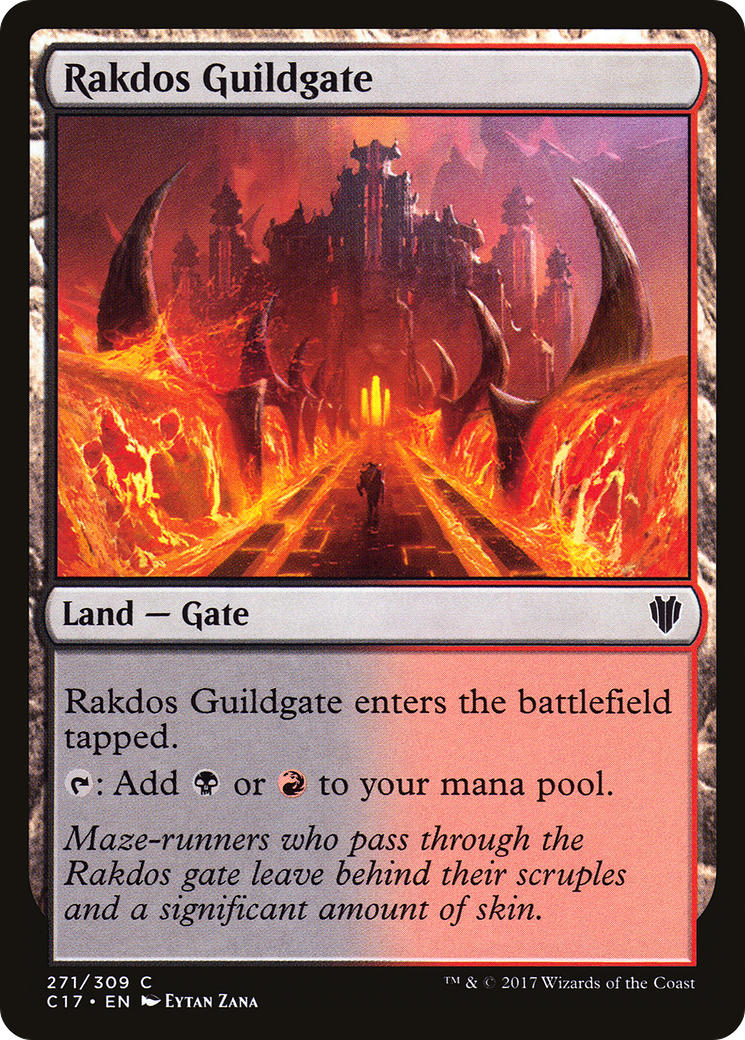 Rakdos Guildgate
Land — Gate
Rakdos Guildgate enters the battlefield
tapped.
: Add or to your mana pool.
Maze-runners who pass through the
Rakdos gate leave behind their scruples
and a significant amount of skin.
271/309 C
C17 • EN Eytan Zana
™ & © 2017 Wizards of the Coast